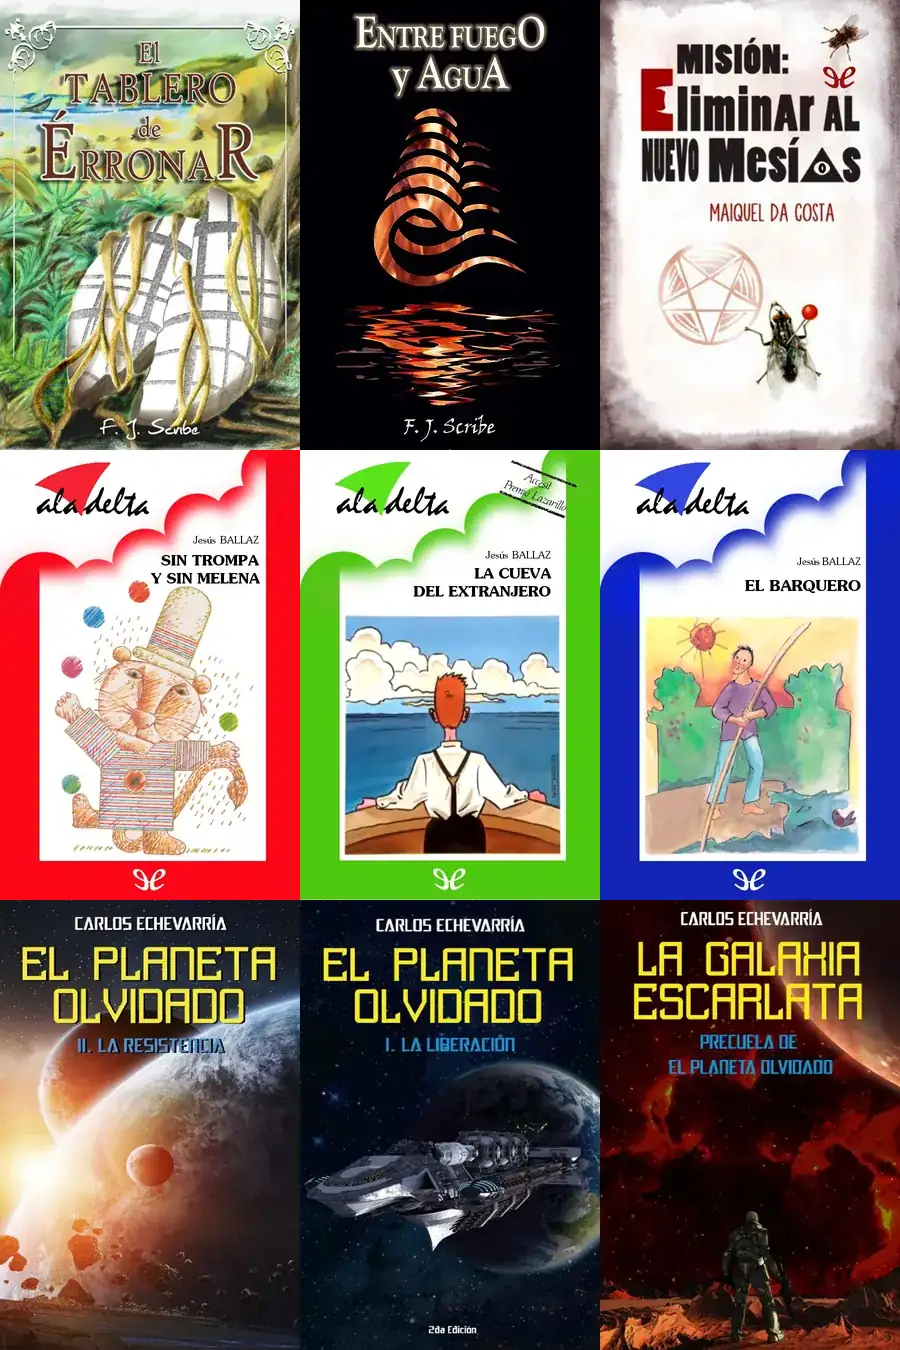 El
TABLERO
de
ÉRRONAR
F. J. Scribe
ENTRE FUEGO
y AGUA
F. J. Scribe
MISIÓN:
EliminAr AL
NUEVO Mesías
MAIQUEL DA COSTA
ala delta
Jesús BALLAZ
SIN TROMPA
Y SIN MELENA
ala delta
Accésit
Premio Lazarillo
Jesús BALLAZ
LA CUEVA
DEL EXTRANJERO
ala delta
Jesús BALLAZ
EL BARQUERO
CARLOS ECHEVARRÍA
EL PLANETA
OLVIDADO
II. LA RESISTENCIA
CARLOS ECHEVARRÍA
EL PLANETA
OLVIDADO
I. LA LIBERACIÓN
2da Edición
CARLOS ECHEVARRÍA
LA GALAXIA
ESCARLATA
PRECUELA DE
EL PLANETA OLVIDADO